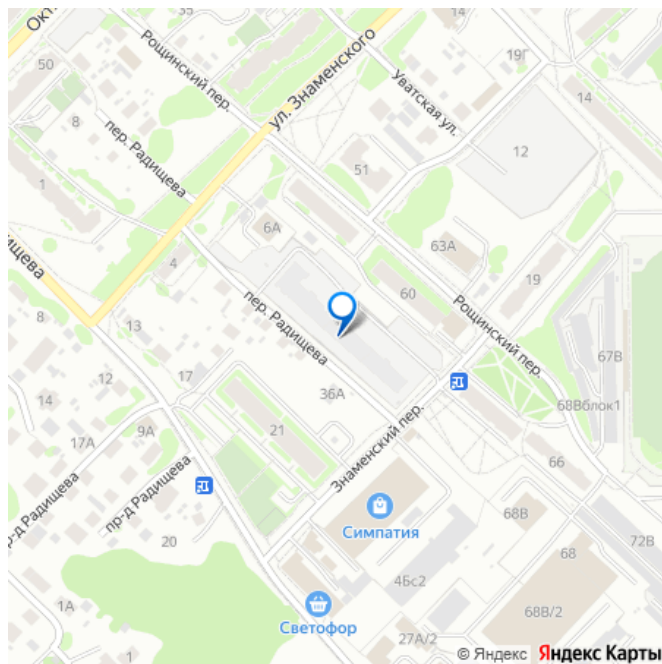 Окт
Рощинский пер.
50
8
пер. Радищева
1
ул. Знаменского
14
Уватская ул.
19Г
14
12
51
6А
4
63А
60
19
Рощинский пер.
67В
68Вблок1
ищева
8
13
пер. Радищева
17
12
14
36А
9А
17А
21
Знаменский пер.
66
пр-д Радищева
р-д Радищева
20
Симпатия
68В
68
72В
4Бс2
1А
1
Светофор
27А/2
68В/2
© Яндекс Яндекс Карты